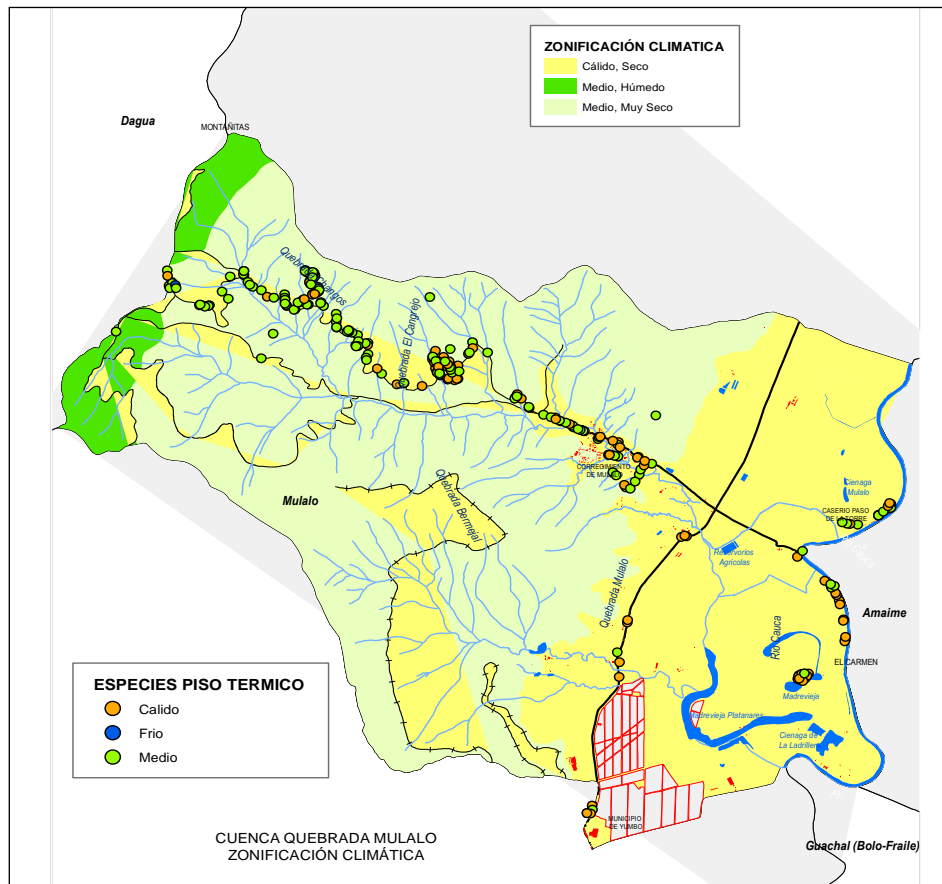 ZONIFICACIÓN CLIMATICA
Cálido, Seco
Medio, Húmedo
Medio, Muy Seco
Dagua
MONTAÑITAS
Quebrada
Quebrada El Cangrejo
CORREGIMIENTO
DE
Mulalo
Quebrada Bermejal
Cienaga
Mulalo
CASERIO PASO
DE LA TORRE
Reservorios
Agricolas
Quebrada Mulalo
Amaime
Rio Cauca
EL CARMEN
Madrevieja
Madrevieja Platanares
Cienaga de
La Ladrillera
ESPECIES PISO TERMICO
Calido
Frio
Medio
MUNICIPIO
DE YUMBO
CUENCA QUEBRADA MULALO
ZONIFICACIÓN CLIMÁTICA
Guachal (Bolo-Fraile)